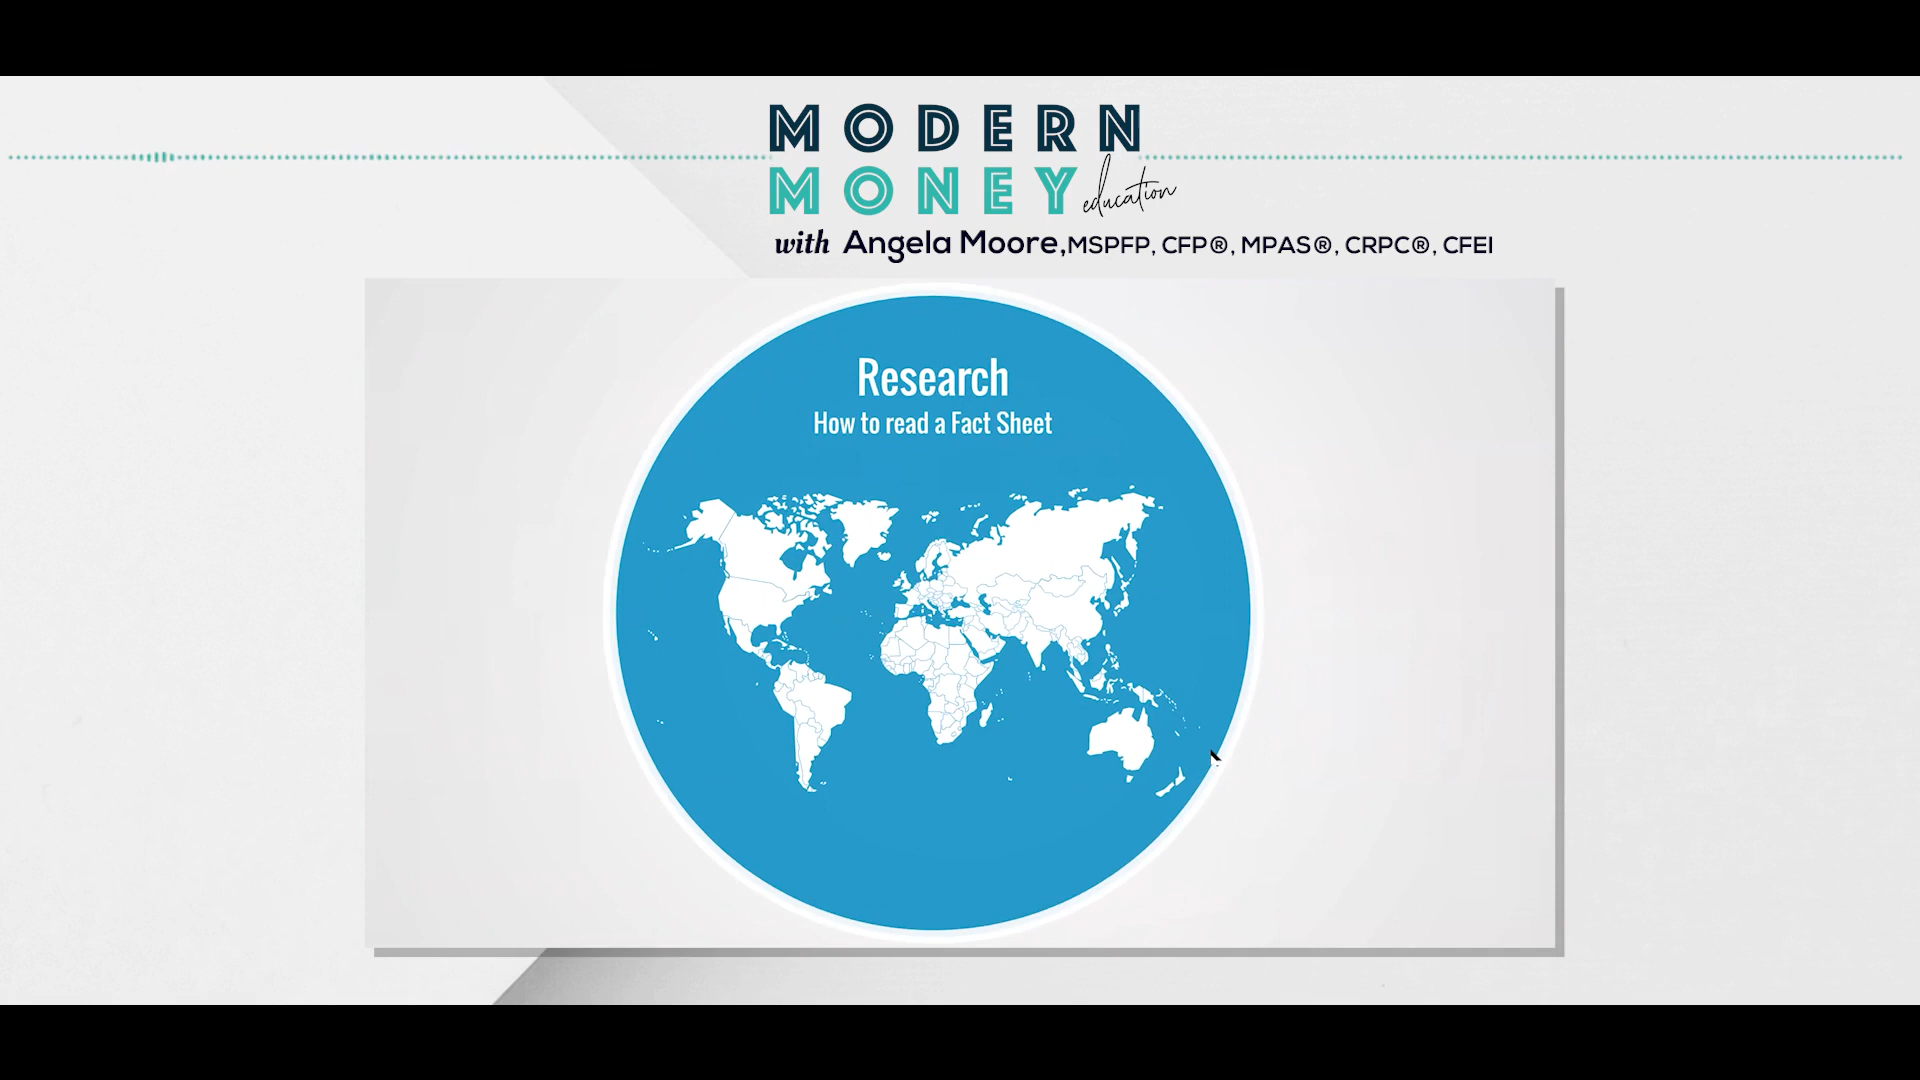 MODERN
MONEY education
with Angela Moore,MSPFP, CFP®, MPAS®, CRPC®, CFEI
Research
How to read a Fact Sheet